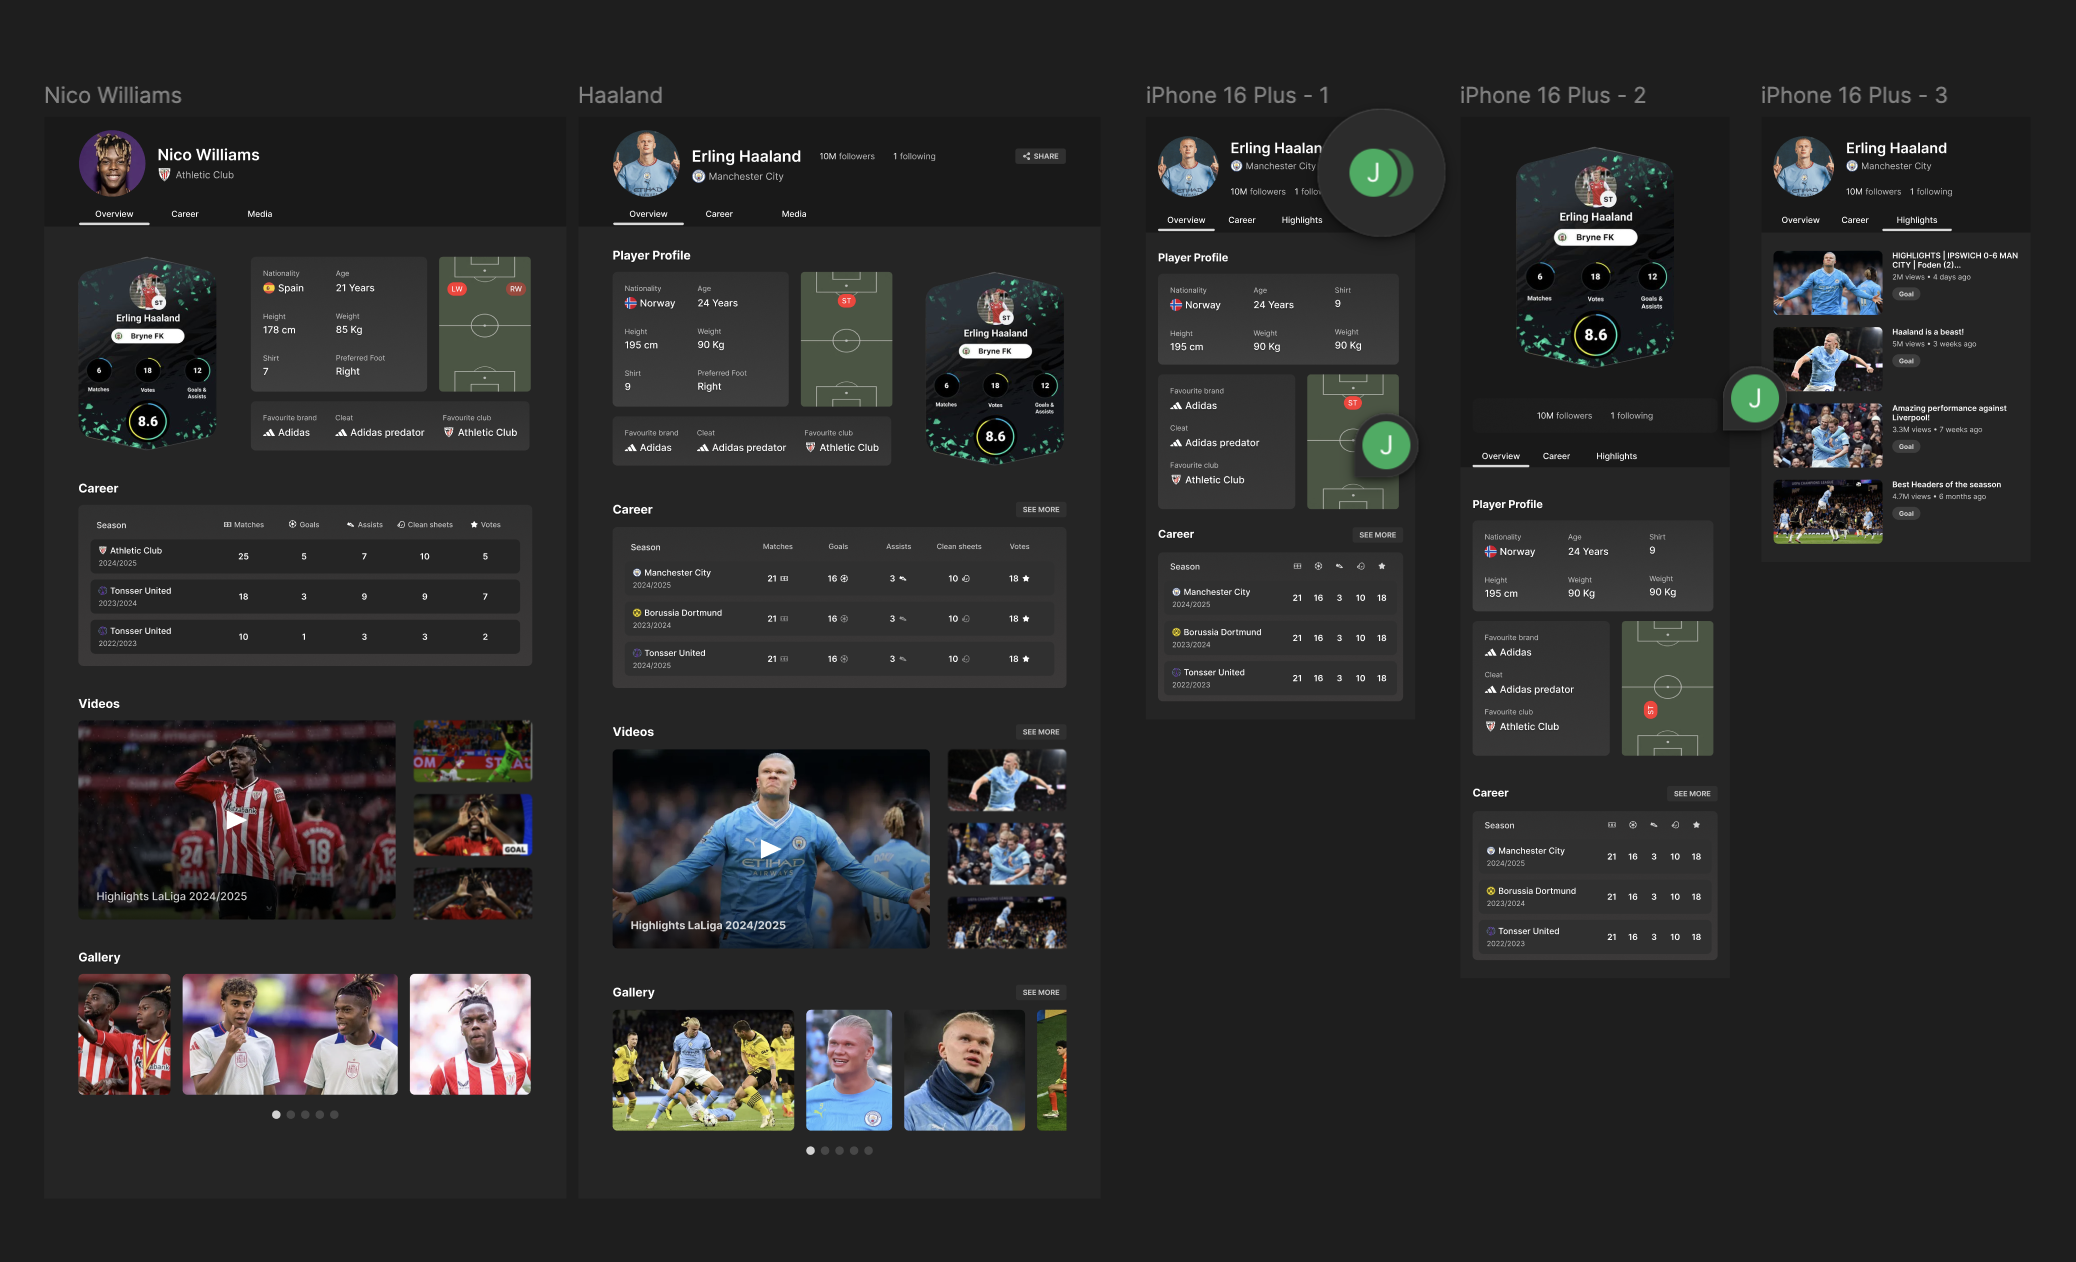 Nico Williams
Nico Williams
Athletic Club
Overview Career Media
ST
Erling Haaland
Bryne FK
6 18 12
Matches Votes Goals &
Assists
8.6
Nationality Age
Spain 21 Years
Height Weight
178 cm 85 Kg
Shirt Preferred Foot
7 Right
LW RW
Favourite brand Cleat Favourite club
Adidas Adidas predator Athletic Club
Career
Season Matches Goals Assists Clean sheets Votes
Athletic Club
2024/2025
25 5 7 10 5
Tonsser United
2023/2024
18 3 9 9 7
Tonsser United
2022/2023
10 1 3 3 2
Videos
Highlights LaLiga 2024/2025
GOAL
Gallery
Haaland
Erling Haaland 10M followers 1 following SHARE
Manchester City
Overview Career Media
Player Profile
Nationality Age
Norway 24 Years
Height Weight
195 cm 90 Kg
Shirt Preferred Foot
9 Right
ST
Favourite brand Cleat Favourite club
Adidas Adidas predator Athletic Club
ST
Erling Haaland
Bryne FK
6 18 12
Matches Votes Goals &
Assists
8.6
Career SEE MORE
Season Matches Goals Assists Clean sheets Votes
Manchester City
2024/2025
21 16 3 10 18
Borussia Dortmund
2023/2024
21 16 3 10 18
Tonsser United
2024/2025
21 16 3 10 18
Videos SEE MORE
ETIHAD
AIRWAYS
Highlights LaLiga 2024/2025
Gallery SEE MORE
iPhone 16 Plus - 1
Erling Haalan
Manchester City
10M followers 1 follo
J
Overview Career Highlights
Player Profile
Nationality Age Shirt
Norway 24 Years 9
Height Weight Weight
195 cm 90 Kg 90 Kg
Favourite brand
Adidas
Cleat
Adidas predator
Favourite club
Athletic Club
ST
J
Career SEE MORE
Season
Manchester City
2024/2025
21 16 3 10 18
Borussia Dortmund
2023/2024
21 16 3 10 18
Tonsser United
2022/2023
21 16 3 10 18
iPhone 16 Plus - 2
ST
Erling Haaland
Bryne FK
6 18 12
Matches Votes Goals &
Assists
8.6
10M followers 1 following
Overview Career Highlights
Player Profile
Nationality Age Shirt
Norway 24 Years 9
Height Weight Weight
195 cm 90 Kg 90 Kg
Favourite brand
Adidas
Cleat
Adidas predator
Favourite club
Athletic Club
ST
Career SEE MORE
Season
Manchester City
2024/2025
21 16 3 10 18
Borussia Dortmund
2023/2024
21 16 3 10 18
Tonsser United
2022/2023
21 16 3 10 18
iPhone 16 Plus - 3
Erling Haaland
Manchester City
10M followers 1 following
Overview Career Highlights
HIGHLIGHTS | IPSWICH 0-6 MAN
CITY | Foden (2)...
2M views • 4 days ago
Goal
Haaland is a beast!
5M views • 3 weeks ago
Goal
J
Amazing performance against
Liverpool!
3.3M views • 7 weeks ago
Goal
Best Headers of the seasson
4.7M views • 6 months ago
Goal